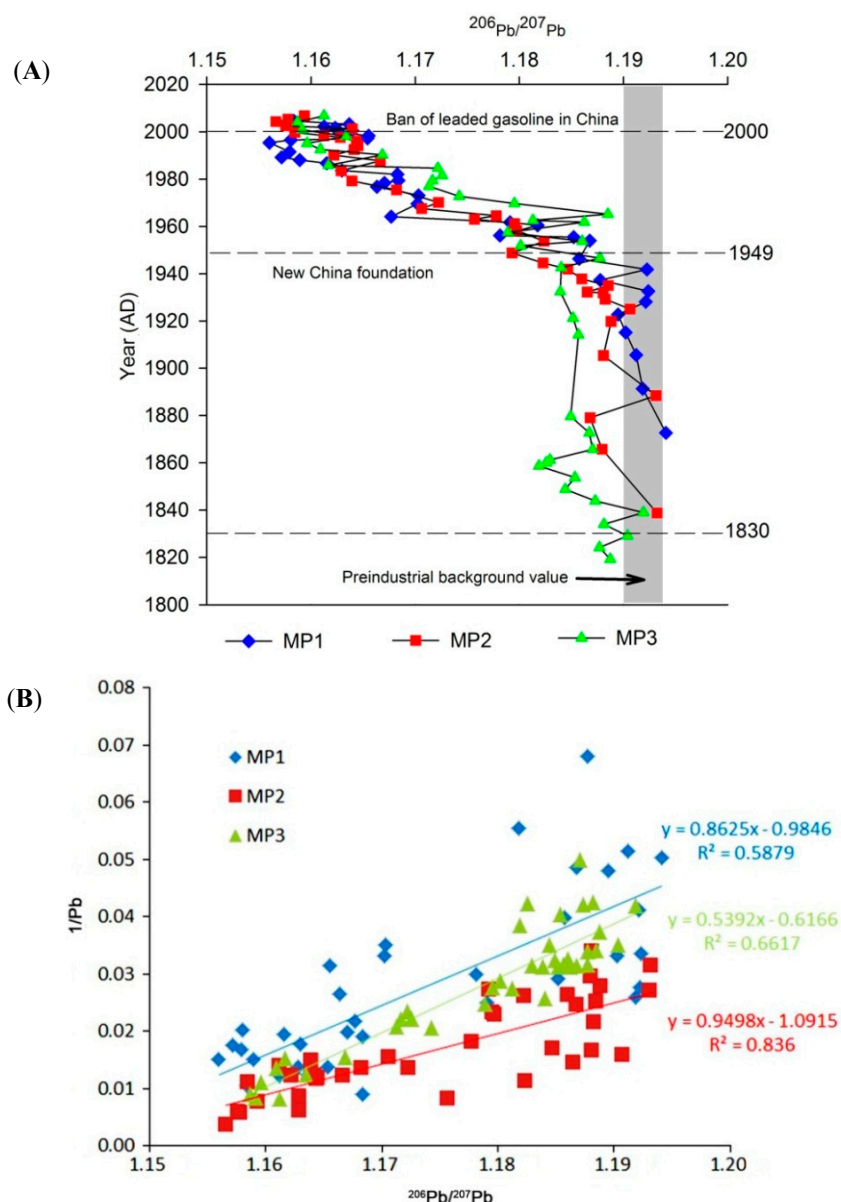 (A)
²⁰⁶Pb/²⁰⁷Pb
1.15 1.16 1.17 1.18 1.19 1.20
2020
2000
1980
1960
1940
1920
1900
1880
1860
1840
1820
1800
Year (AD)
Ban of leaded gasoline in China
2000
1949
New China foundation
1830
Preindustrial background value
MP1 MP2 MP3
(B)
0.08
0.07
0.06
0.05
0.04
0.03
0.02
0.01
0.00
1/Pb
MP1
MP2
MP3
y = 0.8625x - 0.9846
R² = 0.5879
y = 0.5392x - 0.6166
R² = 0.6617
y = 0.9498x - 1.0915
R² = 0.836
1.15 1.16 1.17 1.18 1.19 1.20
²⁰⁶Pb/²⁰⁷Pb